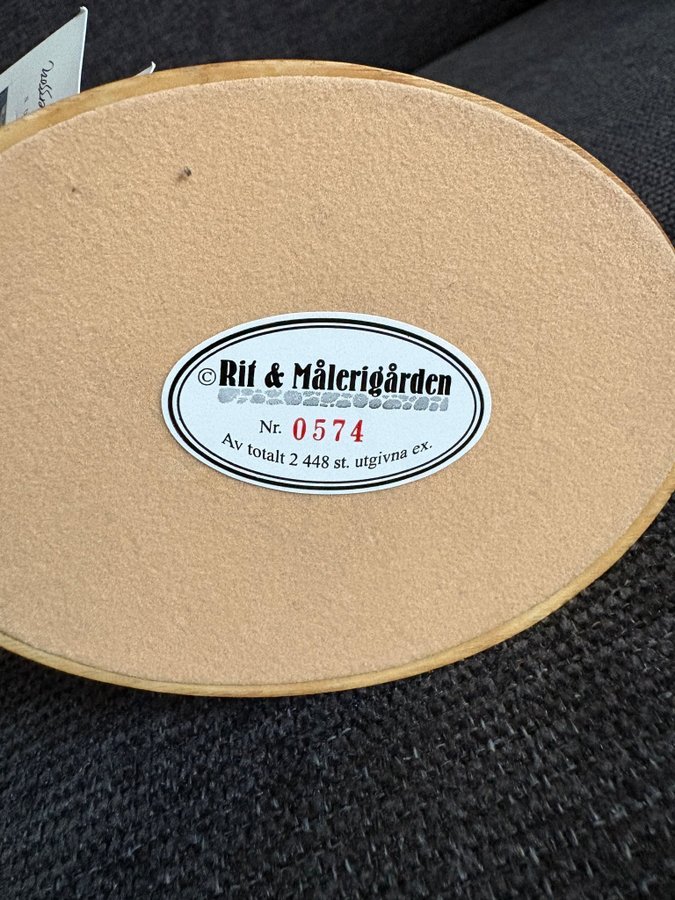 © Rit & Målerigården
Nr. 0574
Av totalt 2 448 st. utgivna ex.